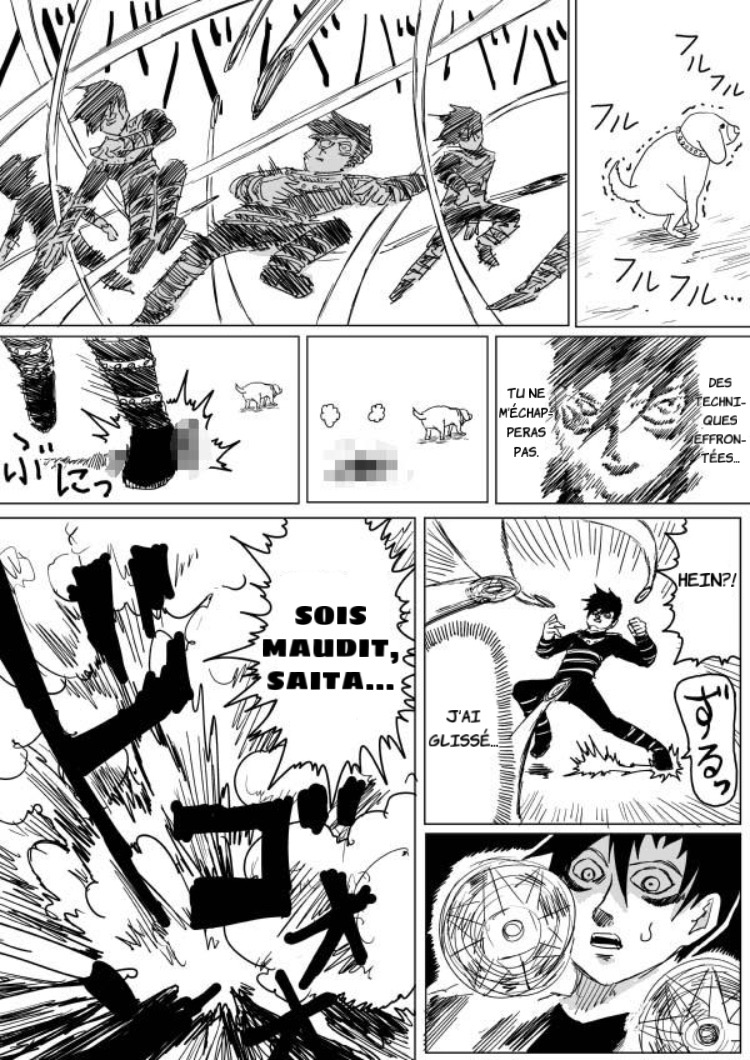 フル
フル
フル
フル
フル
フル…
ババババババ
DES
TECHNI-
QUES
EFFRON-
TÉES...
TU NE
M'ÉCHAP-
PERAS
PAS.
ぶにっ
HEIN?!
J'AI
GLISSÉ...
ずるっ
SOIS
MAUDIT,
SAITA...
ドゴォ